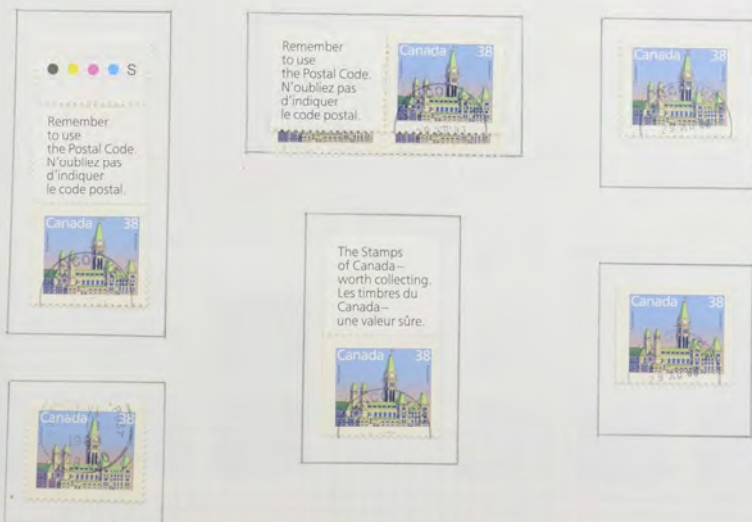 S
Remember
to use
the Postal Code.
N'oubliez pas
d'indiquer
le code postal.
Canada 38
Remember
to use
the Postal Code.
N'oubliez pas
d'indiquer
le code postal.
Canada 38
Canada 38
The Stamps
of Canada–
worth collecting.
Les timbres du
Canada–
une valeur sûre.
Canada 38
Canada 38
Canada 38